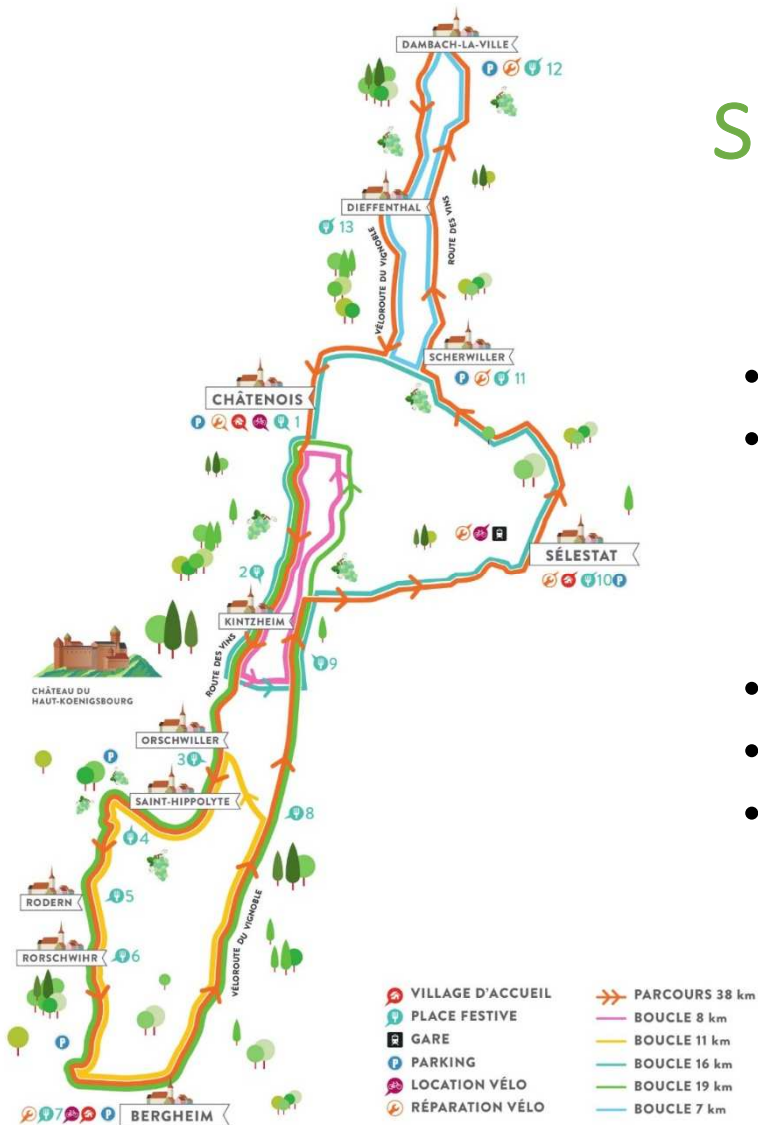 DAMBACH-LA-VILLE
12
S
DIEFFENTHAL
13
VÉLOROUTE DU VIGNOBLE
ROUTE DES VINS
SCHERWILLER
11
CHÂTENOIS
1
SÉLESTAT
10
2
KINTZHEIM
9
ROUTE DES VINS
CHÂTEAU DU
HAUT-KOENIGSBOURG
ORSCHWILLER
3
SAINT-HIPPOLYTE
8
4
RODERN
5
RORSCHWIHR
6
VÉLOROUTE DU VIGNOBLE
7
BERGHEIM
VILLAGE D'ACCUEIL
PLACE FESTIVE
GARE
PARKING
LOCATION VÉLO
RÉPARATION VÉLO
PARCOURS 38 km
BOUCLE 8 km
BOUCLE 11 km
BOUCLE 16 km
BOUCLE 19 km
BOUCLE 7 km